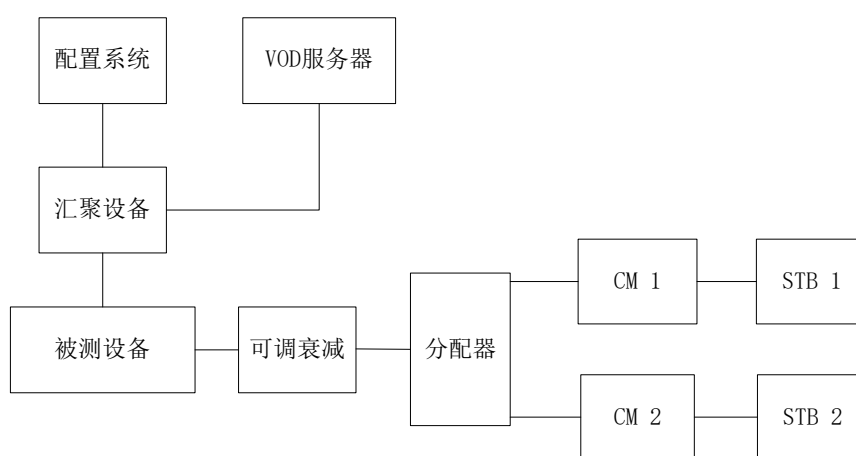 配置系统
VOD服务器
汇聚设备
CM 1
STB 1
被测设备
可调衰减
分配器
CM 2
STB 2